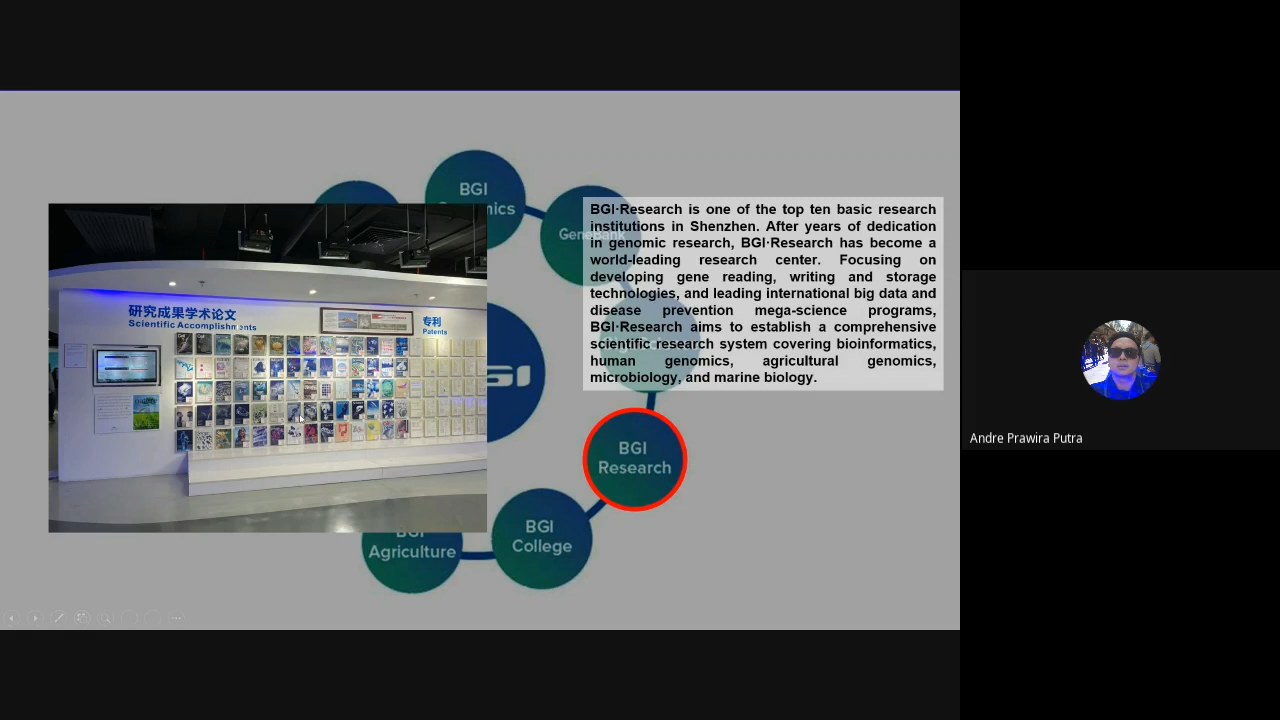 BGI
GeneBank
BGI·Research is one of the top ten basic research
institutions in Shenzhen. After years of dedication
in genomic research, BGI·Research has become a
world-leading research center. Focusing on
developing gene reading, writing and storage
technologies, and leading international big data and
disease prevention mega-science programs,
BGI·Research aims to establish a comprehensive
scientific research system covering bioinformatics,
human genomics, agricultural genomics,
microbiology, and marine biology.
研究成果学术论文
Scientific Accomplishments
专利
Patents
BGI
Research
BGI
College
BGI
Agriculture
Andre Prawira Putra